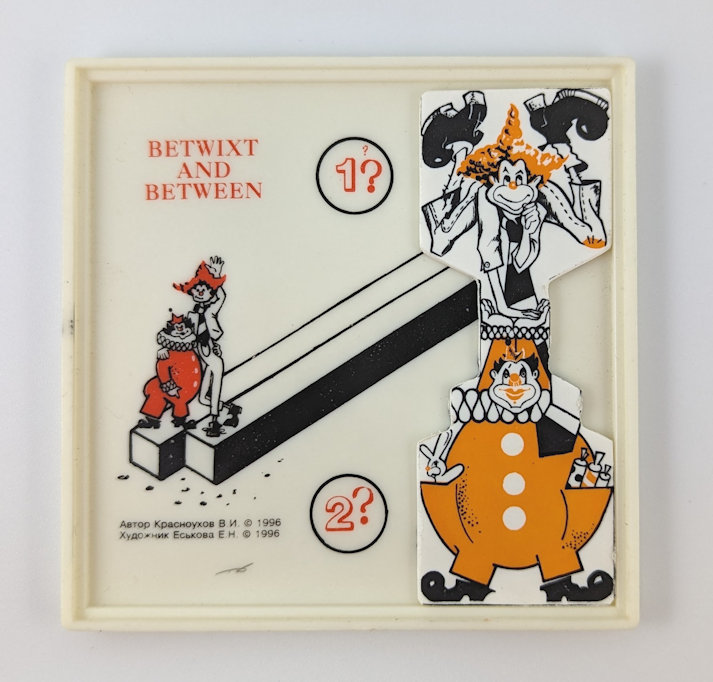 BETWIXT
AND
BETWEEN
1?
?
2?
Автор Красноухов В.И. © 1996
Художник Еськова Е.Н. © 1996